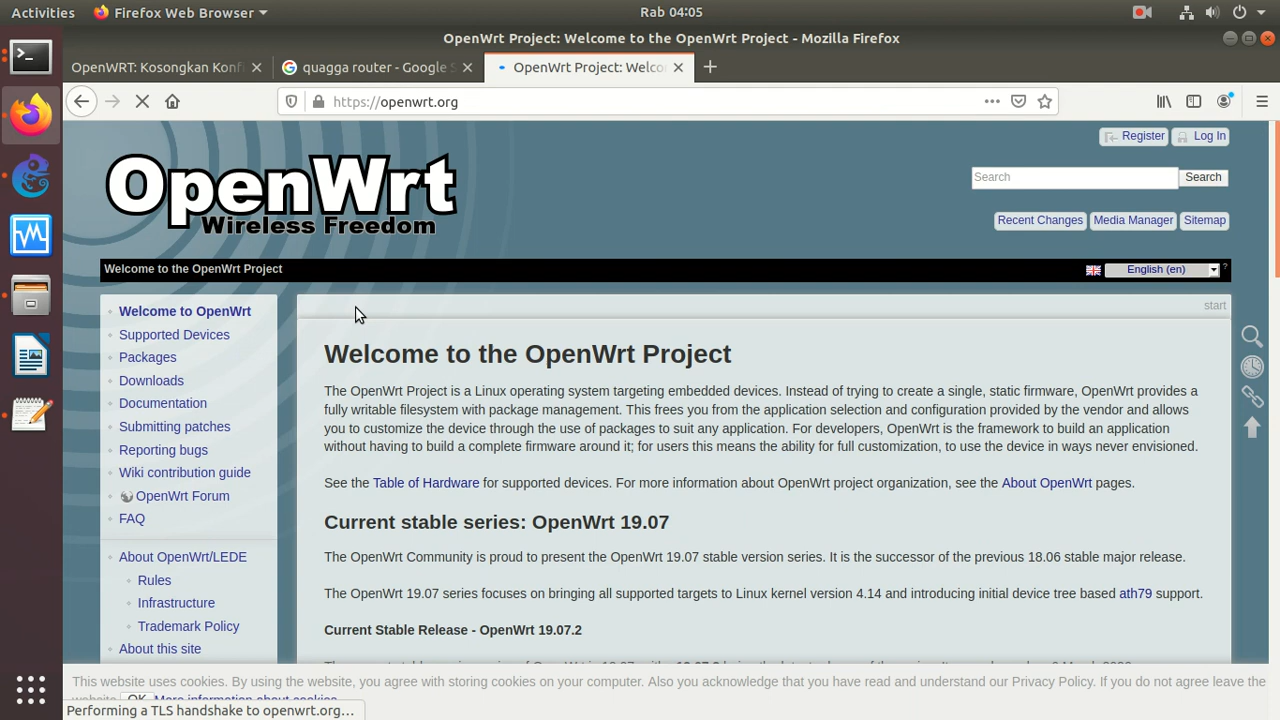 Activities Firefox Web Browser Rab 04:05
OpenWrt Project: Welcome to the OpenWrt Project - Mozilla Firefox
OpenWRT: Kosongkan Konf quagga router - Google S OpenWrt Project: Welco
https://openwrt.org
Register Log In
OpenWrt
Wireless Freedom
Search Search
Recent Changes Media Manager Sitemap
Welcome to the OpenWrt Project English (en) ?
start
Welcome to OpenWrt
Supported Devices
Packages
Downloads
Documentation
Submitting patches
Reporting bugs
Wiki contribution guide
OpenWrt Forum
FAQ
About OpenWrt/LEDE
Rules
Infrastructure
Trademark Policy
About this site
Welcome to the OpenWrt Project
The OpenWrt Project is a Linux operating system targeting embedded devices. Instead of trying to create a single, static firmware, OpenWrt provides a
fully writable filesystem with package management. This frees you from the application selection and configuration provided by the vendor and allows
you to customize the device through the use of packages to suit any application. For developers, OpenWrt is the framework to build an application
without having to build a complete firmware around it; for users this means the ability for full customization, to use the device in ways never envisioned.
See the Table of Hardware for supported devices. For more information about OpenWrt project organization, see the About OpenWrt pages.
Current stable series: OpenWrt 19.07
The OpenWrt Community is proud to present the OpenWrt 19.07 stable version series. It is the successor of the previous 18.06 stable major release.
The OpenWrt 19.07 series focuses on bringing all supported targets to Linux kernel version 4.14 and introducing initial device tree based ath79 support.
Current Stable Release - OpenWrt 19.07.2
This website uses cookies. By using the website, you agree with storing cookies on your computer. Also you acknowledge that you have read and understand our Privacy Policy. If you do not agree leave the
website. OK More information about cookies
Performing a TLS handshake to openwrt.org…